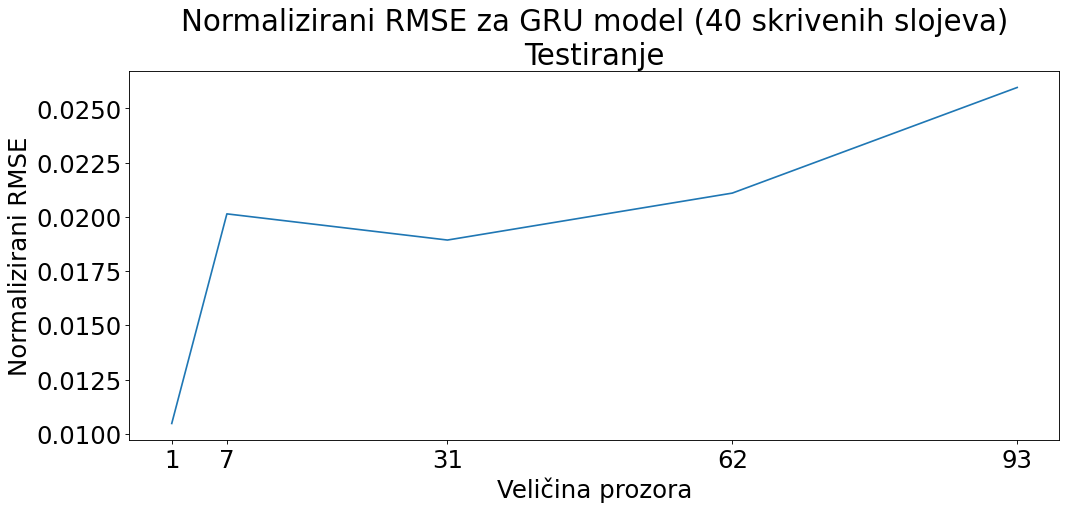 Normalizirani RMSE za GRU model (40 skrivenih slojeva)
Testiranje
Normalizirani RMSE
0.0250
0.0225
0.0200
0.0175
0.0150
0.0125
0.0100
1 7 31 62 93
Veličina prozora